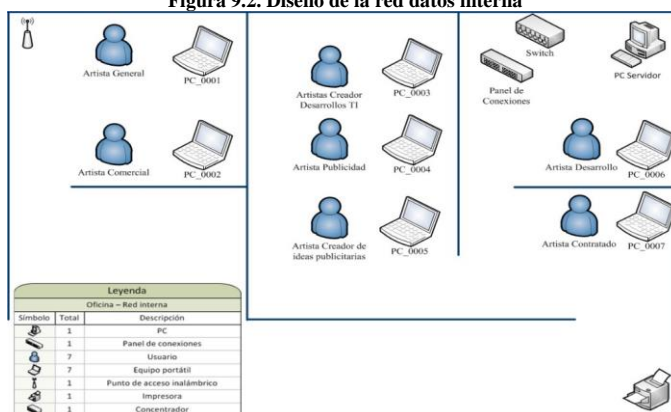 Figura 9.2. Diseño de la red datos interna
Artista General
PC_0001
Artistas Creador
Desarrollos TI
PC_0003
Switch
Panel de
Conexiones
PC Servidor
Artista Comercial
PC_0002
Artista Publicidad
PC_0004
Artista Desarrollo
PC_0006
Artista Creador de
ideas publicitarias
PC_0005
Artista Contratado
PC_0007
Leyenda
Oficina – Red interna
Símbolo Total Descripción
1 PC
1 Panel de conexiones
7 Usuario
7 Equipo portátil
1 Punto de acceso inalámbrico
1 Impresora
1 Concentrador